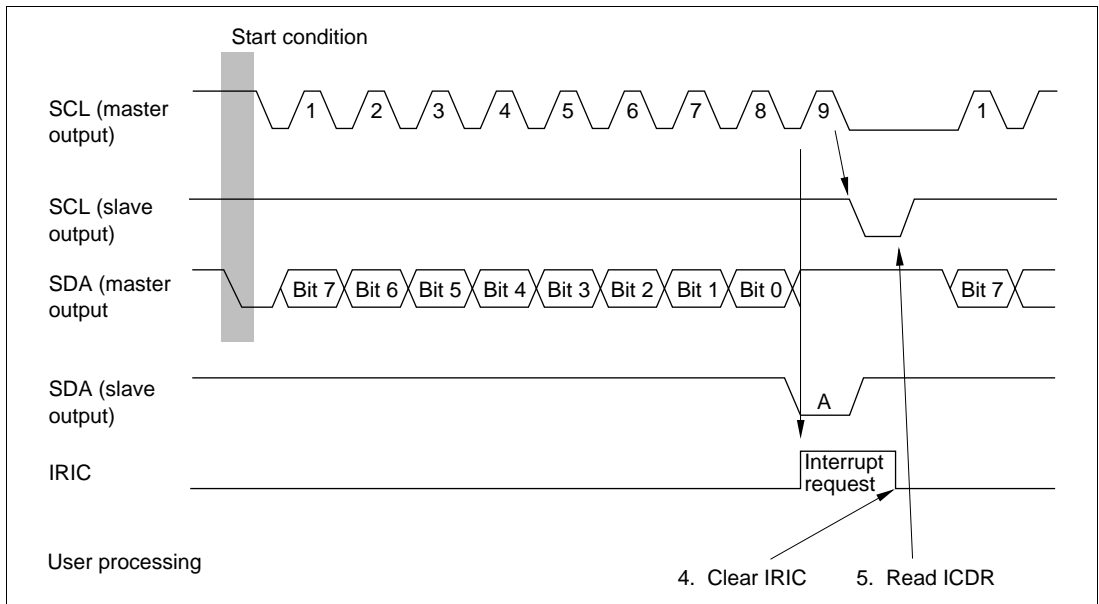 Start condition
SCL (master
output)
1 2 3 4 5 6 7 8 9 1
SCL (slave
output)
SDA (master
output
Bit 7 Bit 6 Bit 5 Bit 4 Bit 3 Bit 2 Bit 1 Bit 0 Bit 7
SDA (slave
output)
A
IRIC
Interrupt
request
User processing
4. Clear IRIC 5. Read ICDR